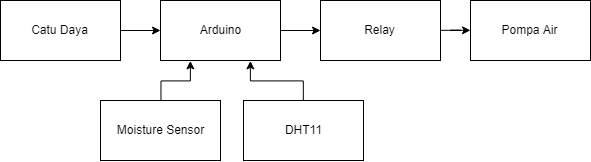 Catu Daya
Arduino
Relay
Pompa Air
Moisture Sensor
DHT11